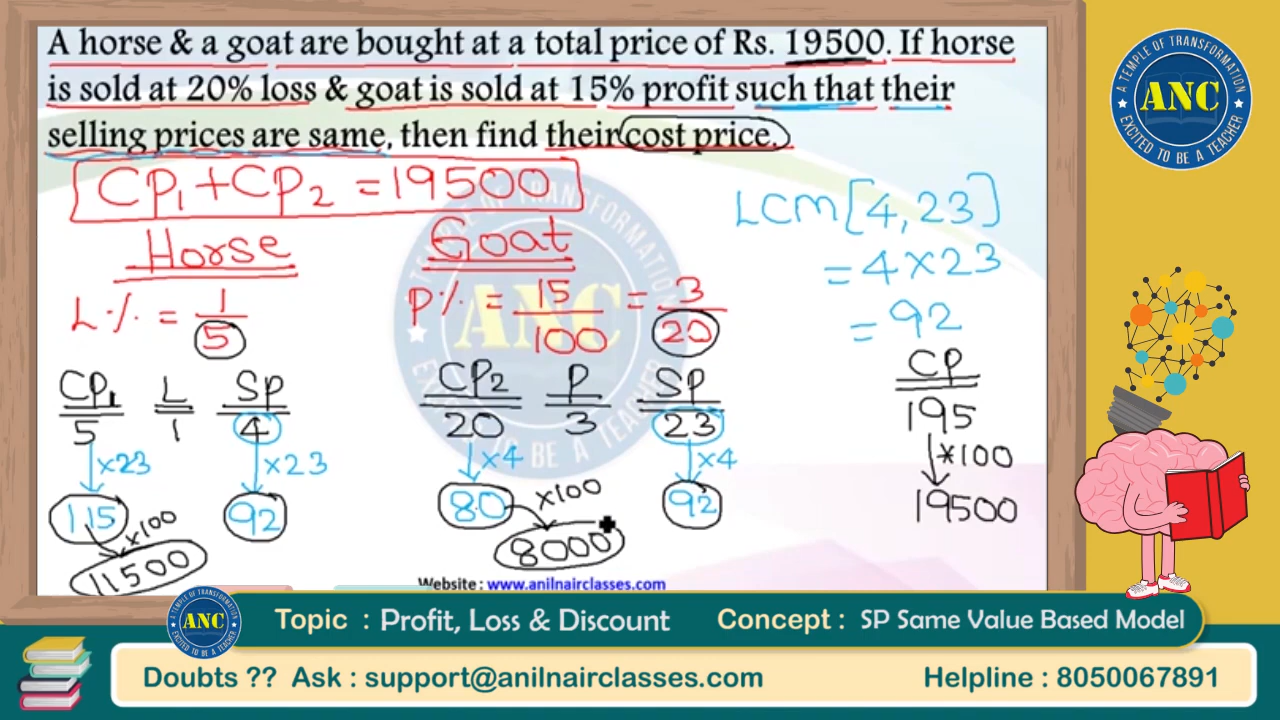 A horse & a goat are bought at a total price of Rs. 19500. If horse
is sold at 20% loss & goat is sold at 15% profit such that their
selling prices are same, then find their cost price.
CP₁ + CP₂ = 19500
Horse
L% = 1/5
CP₁ L SP
5 1 4
×23 ×23
115 92
×100
11500
Goat
P% = 15/100 = 3/20
CP₂ P SP
20 3 23
×4 ×4
80 92
×100
8000
LCM [4,23]
= 4×23
= 92
CP
195
×100
19500
A TEMPLE OF TRANSFORMATION
ANC
EXCITED TO BE A TEACHER
Website : www.anilnairclasses.com
ANC
Topic : Profit, Loss & Discount Concept : SP Same Value Based Model
Doubts ?? Ask : support@anilnairclasses.com Helpline : 8050067891